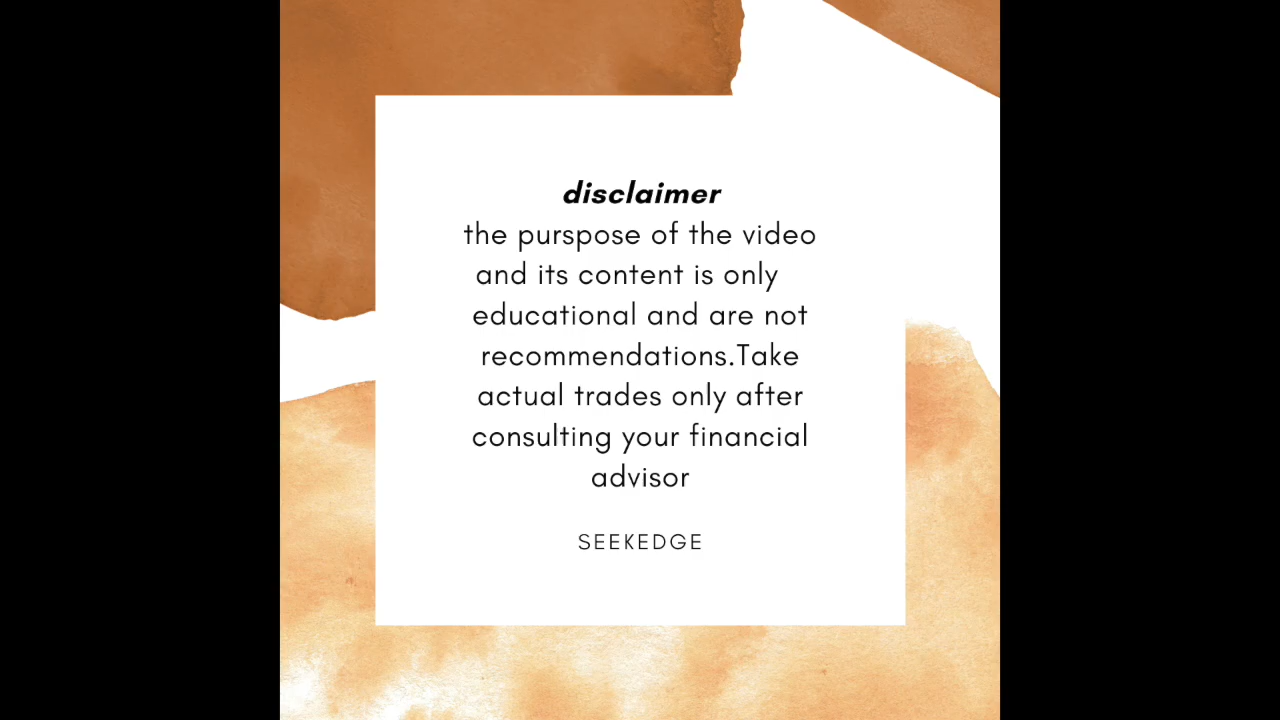 disclaimer
the purspose of the video
and its content is only
educational and are not
recommendations.Take
actual trades only after
consulting your financial
advisor
SEEKEDGE